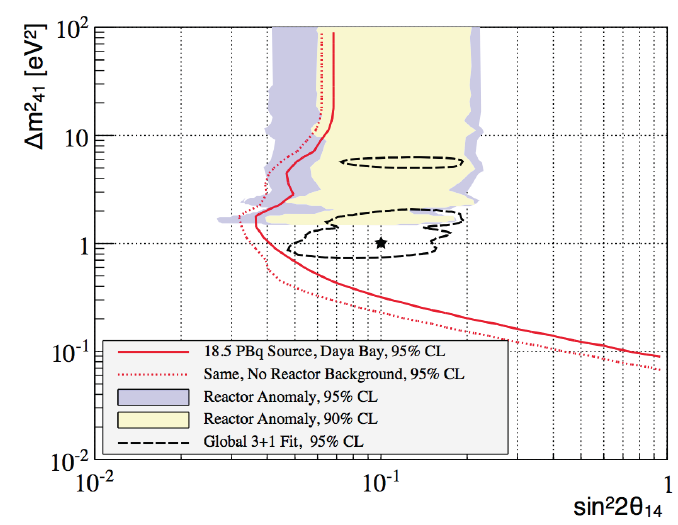 Δm²₄₁ [eV²]
10²
10
1
10⁻¹
10⁻²
18.5 PBq Source, Daya Bay, 95% CL
Same, No Reactor Background, 95% CL
Reactor Anomaly, 95% CL
Reactor Anomaly, 90% CL
Global 3+1 Fit, 95% CL
10⁻² 10⁻¹ 1
sin²2θ₁₄